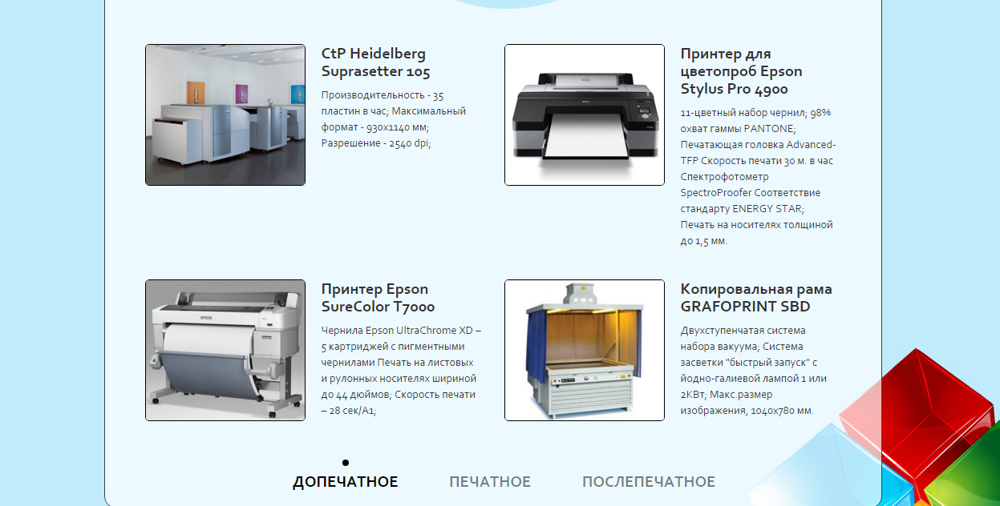 CtP Heidelberg
Suprasetter 105
Производительность - 35
пластин в час; Максимальный
формат - 930x1140 мм;
Разрешение - 2540 dpi;
Принтер для
цветопроб Epson
Stylus Pro 4900
11-цветный набор чернил; 98%
охват гаммы PANTONE;
Печатающая головка Advanced-
TFP Скорость печати 30 м. в час
Спектрофотометр
SpectroProofer Соответствие
стандарту ENERGY STAR;
Печать на носителях толщиной
до 1,5 мм.
EPSON
Принтер Epson
SureColor T7000
Чернила Epson UltraChrome XD –
5 картриджей с пигментными
чернилами Печать на листовых
и рулонных носителях шириной
до 44 дюймов; Скорость печати
– 28 сек/A1;
Копировальная рама
GRAFOPRINT SBD
Двухступенчатая система
набора вакуума; Система
засветки "быстрый запуск" с
йодно-галиевой лампой 1 или
2КВт; Макс.размер
изображения, 1040x780 мм.
ДОПЕЧАТНОЕ
ПЕЧАТНОЕ
ПОСЛЕПЕЧАТНОЕ